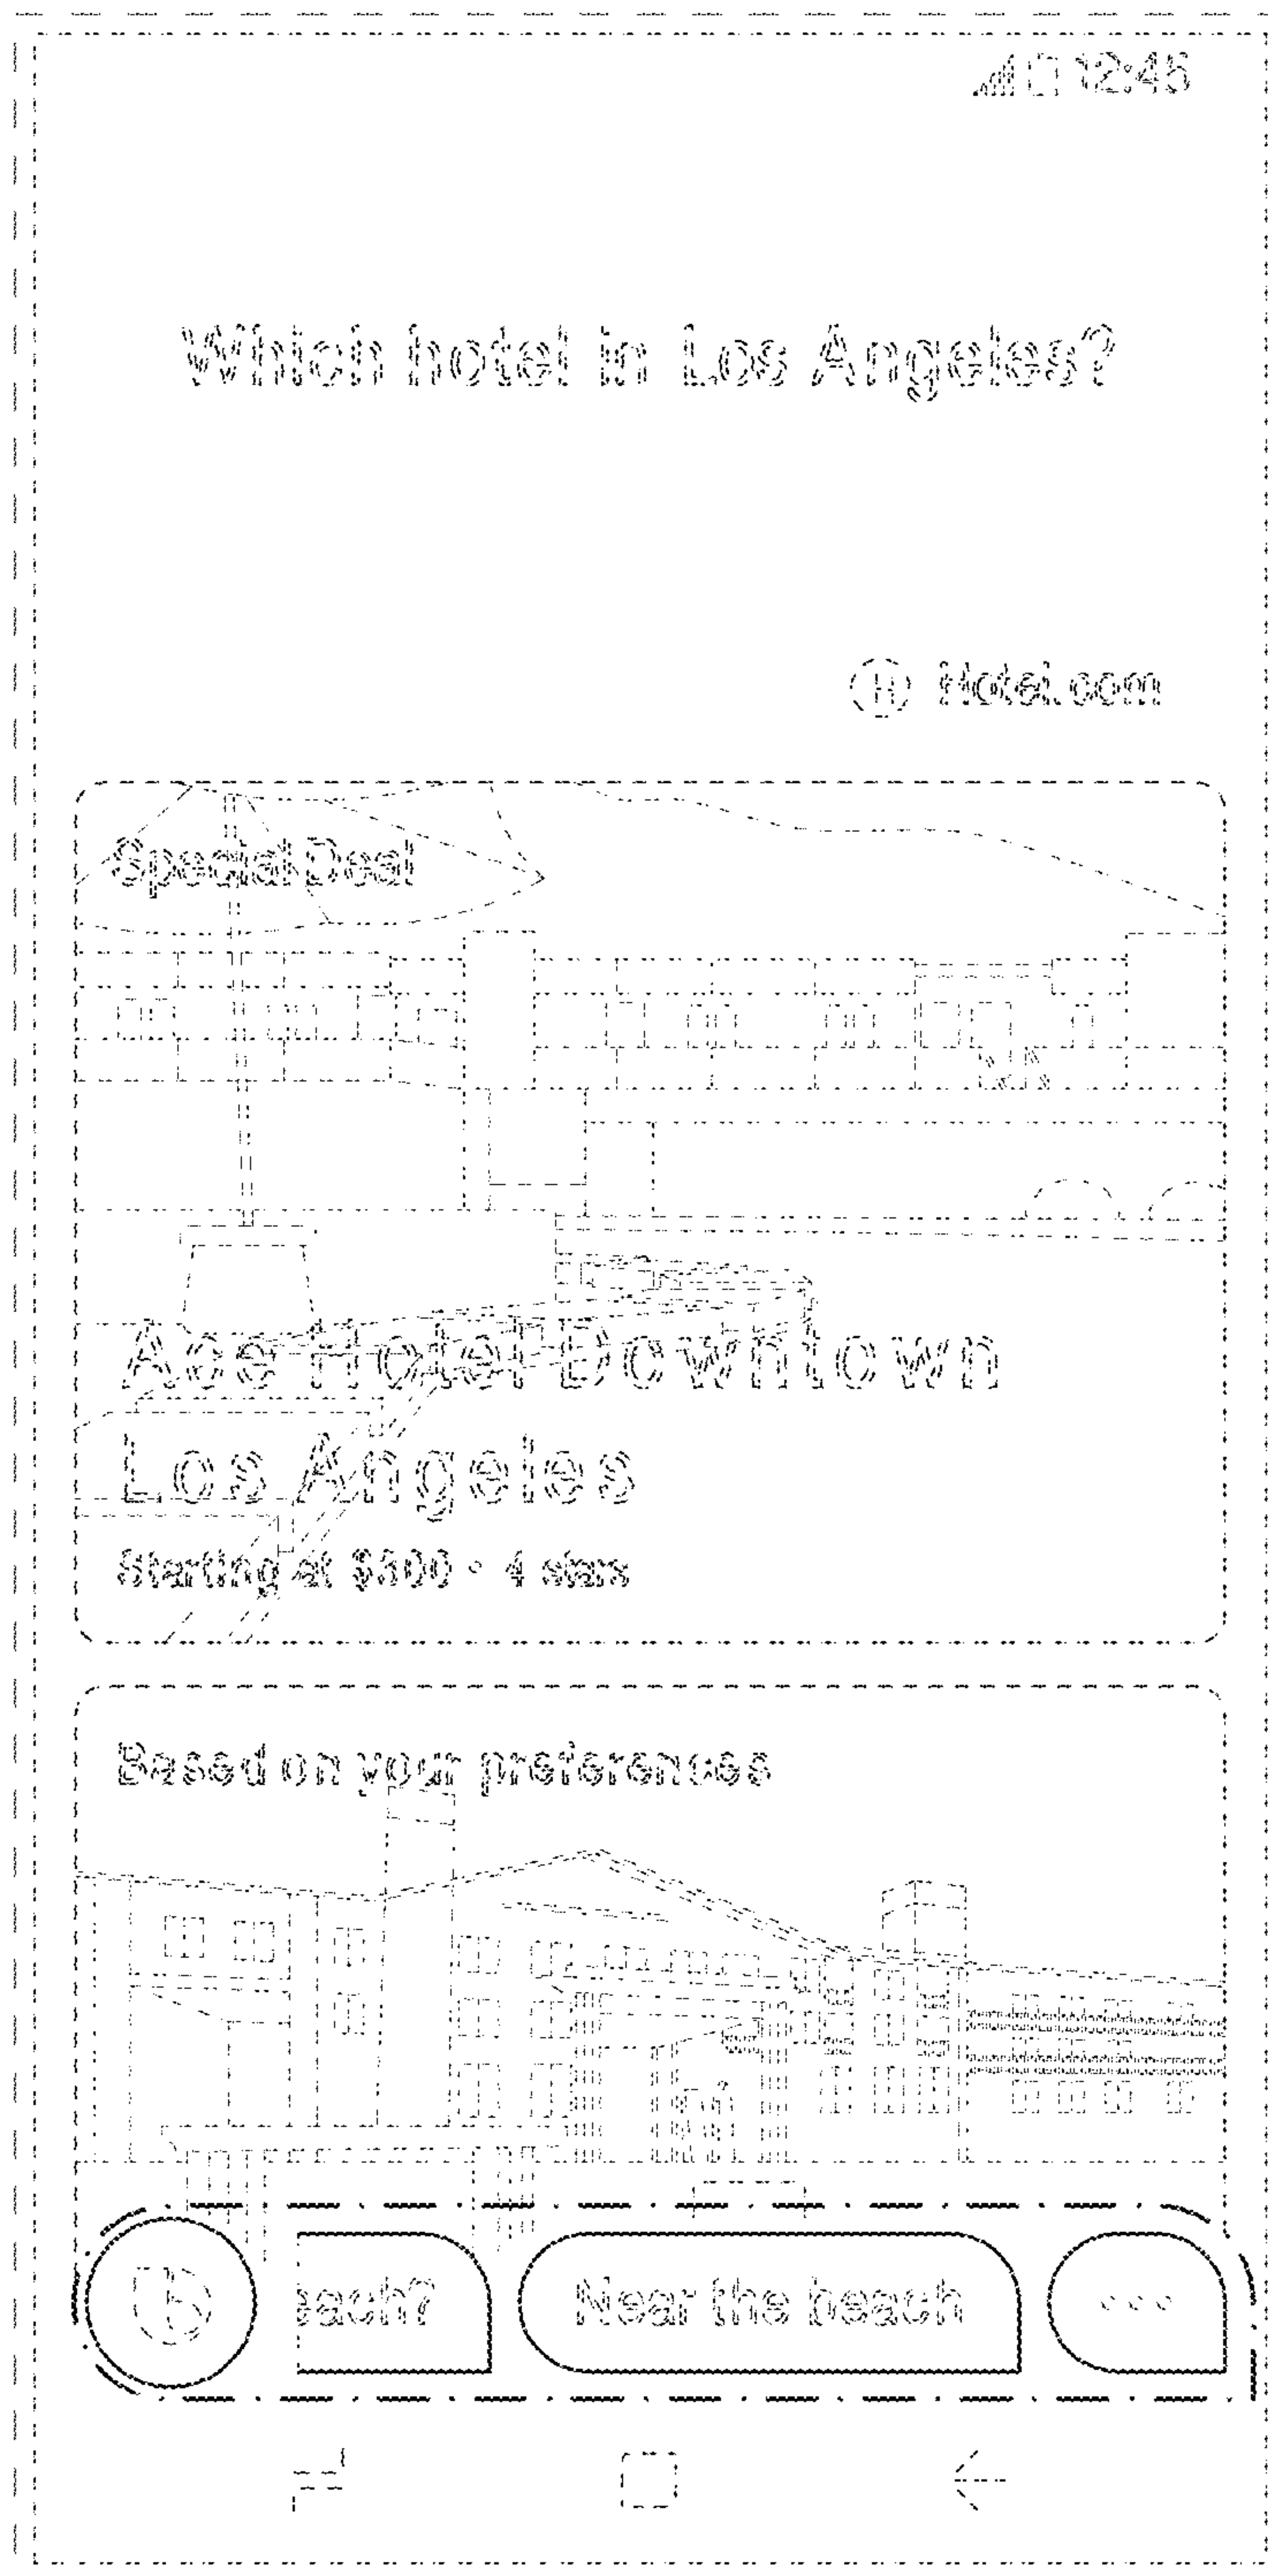 12:45
Which hotel in Los Angeles?
H Hotel.com
Special Deal
Ace Hotel Downtown
Los Angeles
Starting at $300 · 4 stars
Based on your preferences
each? Near the beach ...